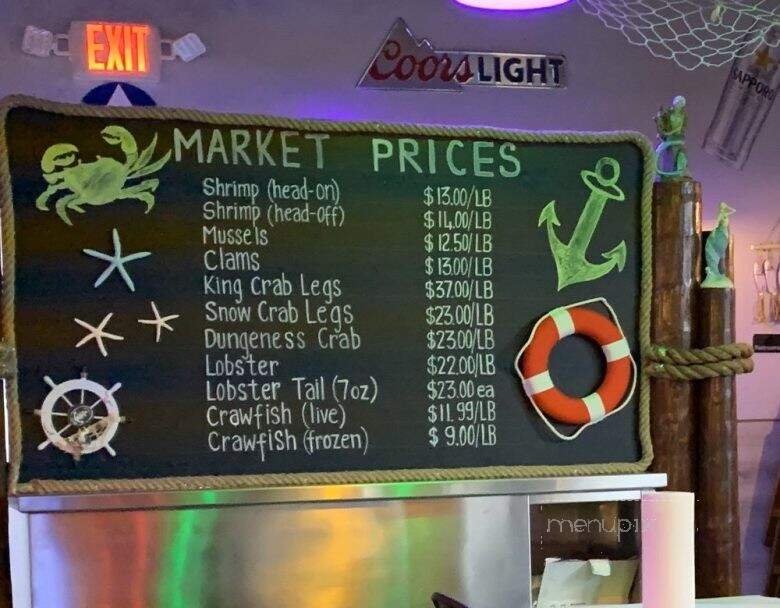 EXIT
Coors LIGHT
SAPPORO
MARKET PRICES
Shrimp (head-on) $13.00/LB
Shrimp (head-off) $14.00/LB
Mussels $12.50/LB
Clams $13.00/LB
King Crab Legs $37.00/LB
Snow Crab Legs $23.00/LB
Dungeness Crab $23.00/LB
Lobster $22.00/LB
Lobster Tail (7oz) $23.00 ea
Crawfish (live) $11.99/LB
Crawfish (frozen) $9.00/LB